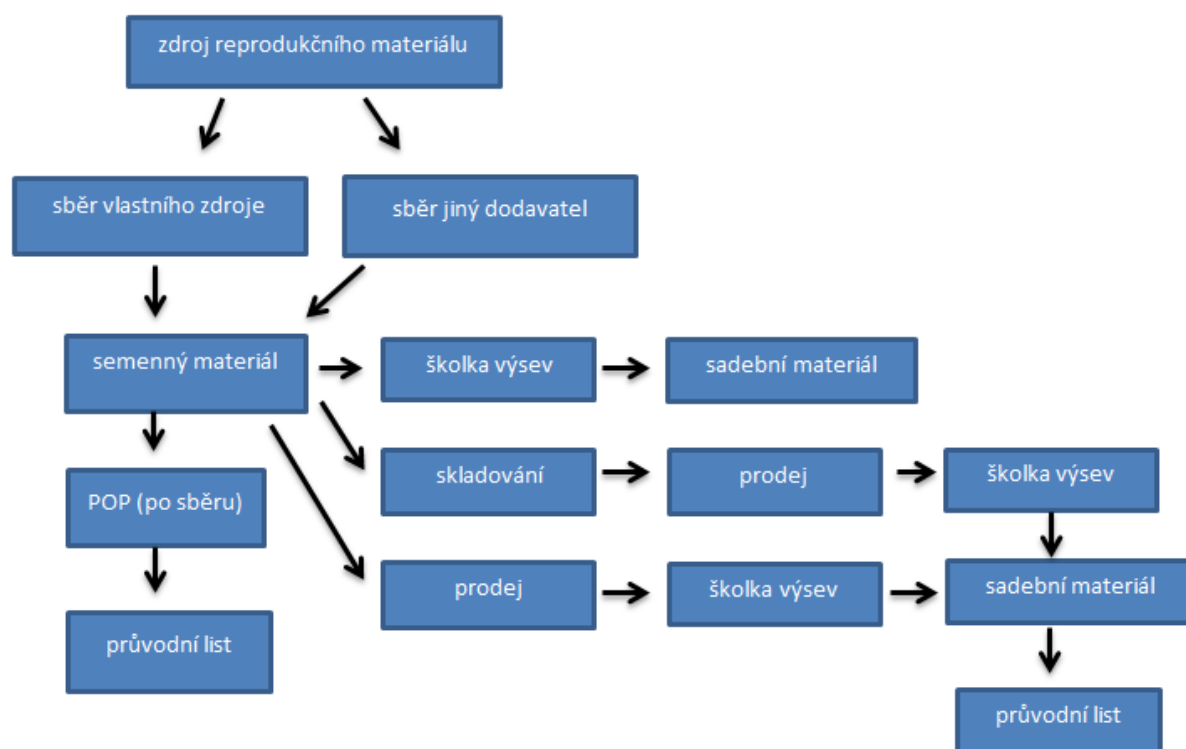 zdroj reprodukčního materiálu
sběr vlastního zdroje
sběr jiný dodavatel
semenný materiál
školka výsev
sadební materiál
POP (po sběru)
skladování
prodej
školka výsev
prodej
školka výsev
sadební materiál
průvodní list
průvodní list